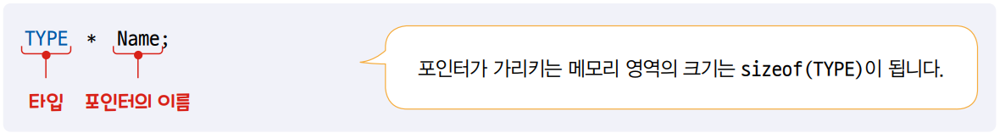 TYPE * Name;
타입 포인터의 이름
포인터가 가리키는 메모리 영역의 크기는 sizeof(TYPE)이 됩니다.